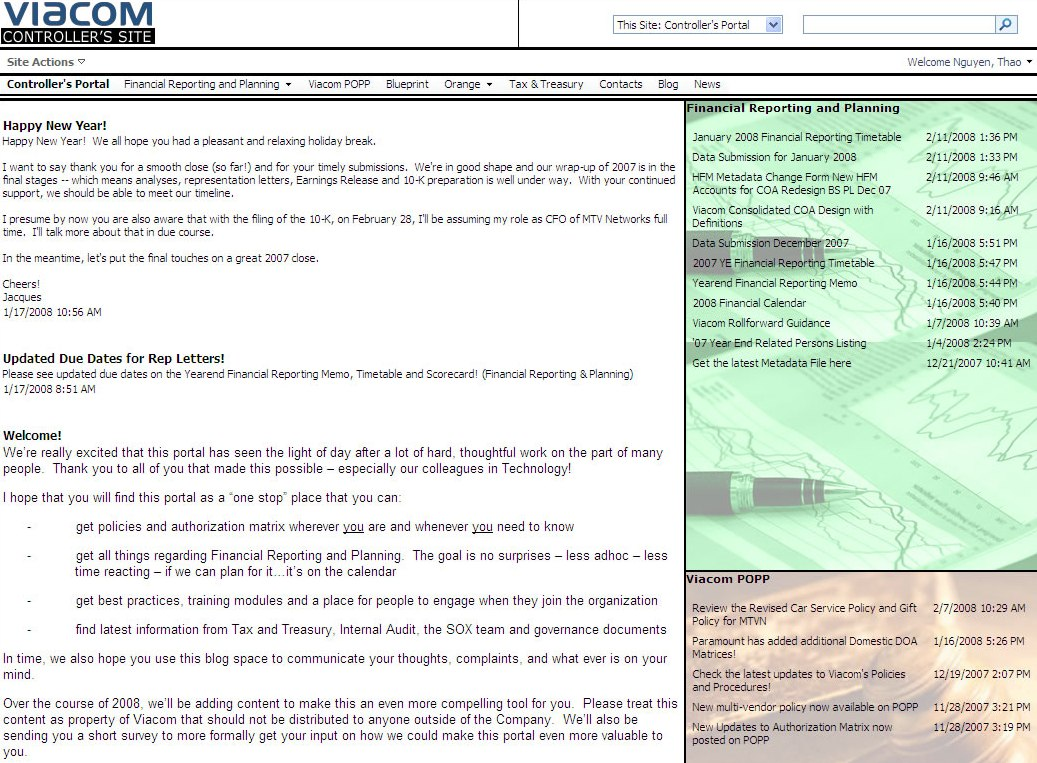 VIACOM
CONTROLLER'S SITE
This Site: Controller's Portal
Site Actions
Welcome Nguyen, Thao
Controller's Portal
Financial Reporting and Planning
Viacom POPP
Blueprint
Orange
Tax & Treasury
Contacts
Blog
News
Happy New Year!
Happy New Year!  We all hope you had a pleasant and relaxing holiday break.
I want to say thank you for a smooth close (so far!) and for your timely submissions.  We're in good shape and our wrap-up of 2007 is in the
final stages -- which means analyses, representation letters, Earnings Release and 10-K preparation is well under way.  With your continued
support, we should be able to meet our timeline.
I presume by now you are also aware that with the filing of the 10-K, on February 28, I'll be assuming my role as CFO of MTV Networks full
time.  I'll talk more about that in due course.
In the meantime, let's put the final touches on a great 2007 close.
Cheers!
Jacques
1/17/2008 10:56 AM
Updated Due Dates for Rep Letters!
Please see updated due dates on the Yearend Financial Reporting Memo, Timetable and Scorecard! (Financial Reporting & Planning)
1/17/2008 8:51 AM
Welcome!
We're really excited that this portal has seen the light of day after a lot of hard, thoughtful work on the part of many
people.  Thank you to all of you that made this possible – especially our colleagues in Technology!
I hope that you will find this portal as a “one stop” place that you can:
- get policies and authorization matrix wherever you are and whenever you need to know
- get all things regarding Financial Reporting and Planning.  The goal is no surprises – less adhoc – less
time reacting – if we can plan for it…it's on the calendar
- get best practices, training modules and a place for people to engage when they join the organization
- find latest information from Tax and Treasury, Internal Audit, the SOX team and governance documents
In time, we also hope you use this blog space to communicate your thoughts, complaints, and what ever is on your
mind.
Over the course of 2008, we'll be adding content to make this an even more compelling tool for you.  Please treat this
content as property of Viacom that should not be distributed to anyone outside of the Company.  We'll also be
sending you a short survey to more formally get your input on how we could make this portal even more valuable to
you.
Financial Reporting and Planning
January 2008 Financial Reporting Timetable 2/11/2008 1:36 PM
Data Submission for January 2008 2/11/2008 1:33 PM
HFM Metadata Change Form New HFM 2/11/2008 9:46 AM
Accounts for COA Redesign BS PL Dec 07
Viacom Consolidated COA Design with 2/11/2008 9:16 AM
Definitions
Data Submission December 2007 1/16/2008 5:51 PM
2007 YE Financial Reporting Timetable 1/16/2008 5:47 PM
Yearend Financial Reporting Memo 1/16/2008 5:44 PM
2008 Financial Calendar 1/16/2008 5:40 PM
Viacom Rollforward Guidance 1/7/2008 10:39 AM
'07 Year End Related Persons Listing 1/4/2008 2:24 PM
Get the latest Metadata File here 12/21/2007 10:41 AM
Viacom POPP
Review the Revised Car Service Policy and Gift 2/7/2008 10:29 AM
Policy for MTVN
Paramount has added additional Domestic DOA 1/16/2008 5:26 PM
Matrices!
Check the latest updates to Viacom's Policies 12/19/2007 2:07 PM
and Procedures!
New multi-vendor policy now available on POPP 11/28/2007 3:21 PM
New Updates to Authorization Matrix now 11/28/2007 3:19 PM
posted on POPP